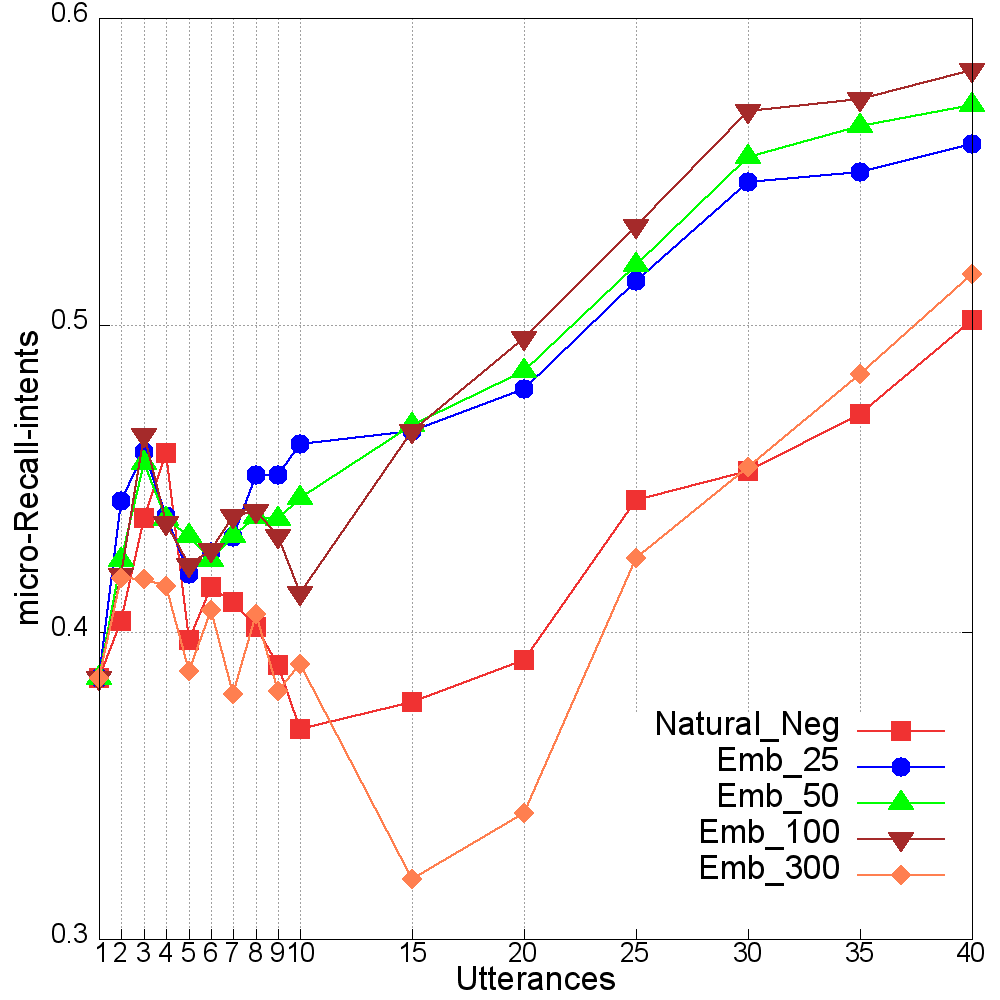 0.6
0.5
0.4
0.3
micro-Recall-intents
Natural_Neg
Emb_25
Emb_50
Emb_100
Emb_300
1 2 3 4 5 6 7 8 9 10 15 20 25 30 35 40
Utterances